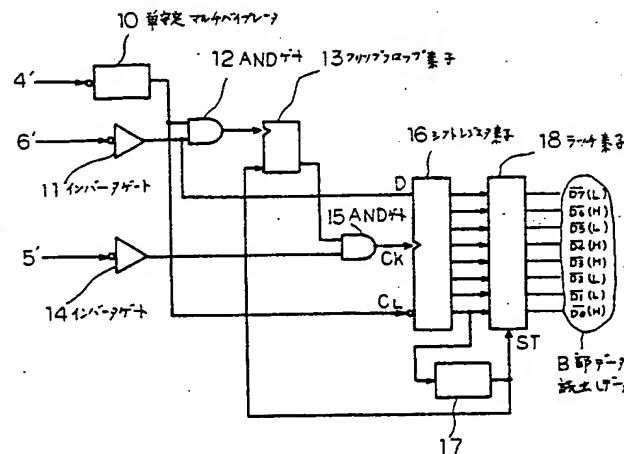 10 単安定 マルチバイブレータ
4'
12 ANDゲート
13 フリップフロップ素子
6'
11 インバータゲート
16 シフトレジスタ素子
18 ラッチ素子
D
15 ANDゲート
CK
5'
14 インバータゲート
CL
ST
17
D7(L)
D6(H)
D5(L)
D4(H)
D3(H)
D2(L)
D1(L)
D0(H)
B部データ
読出しデータ